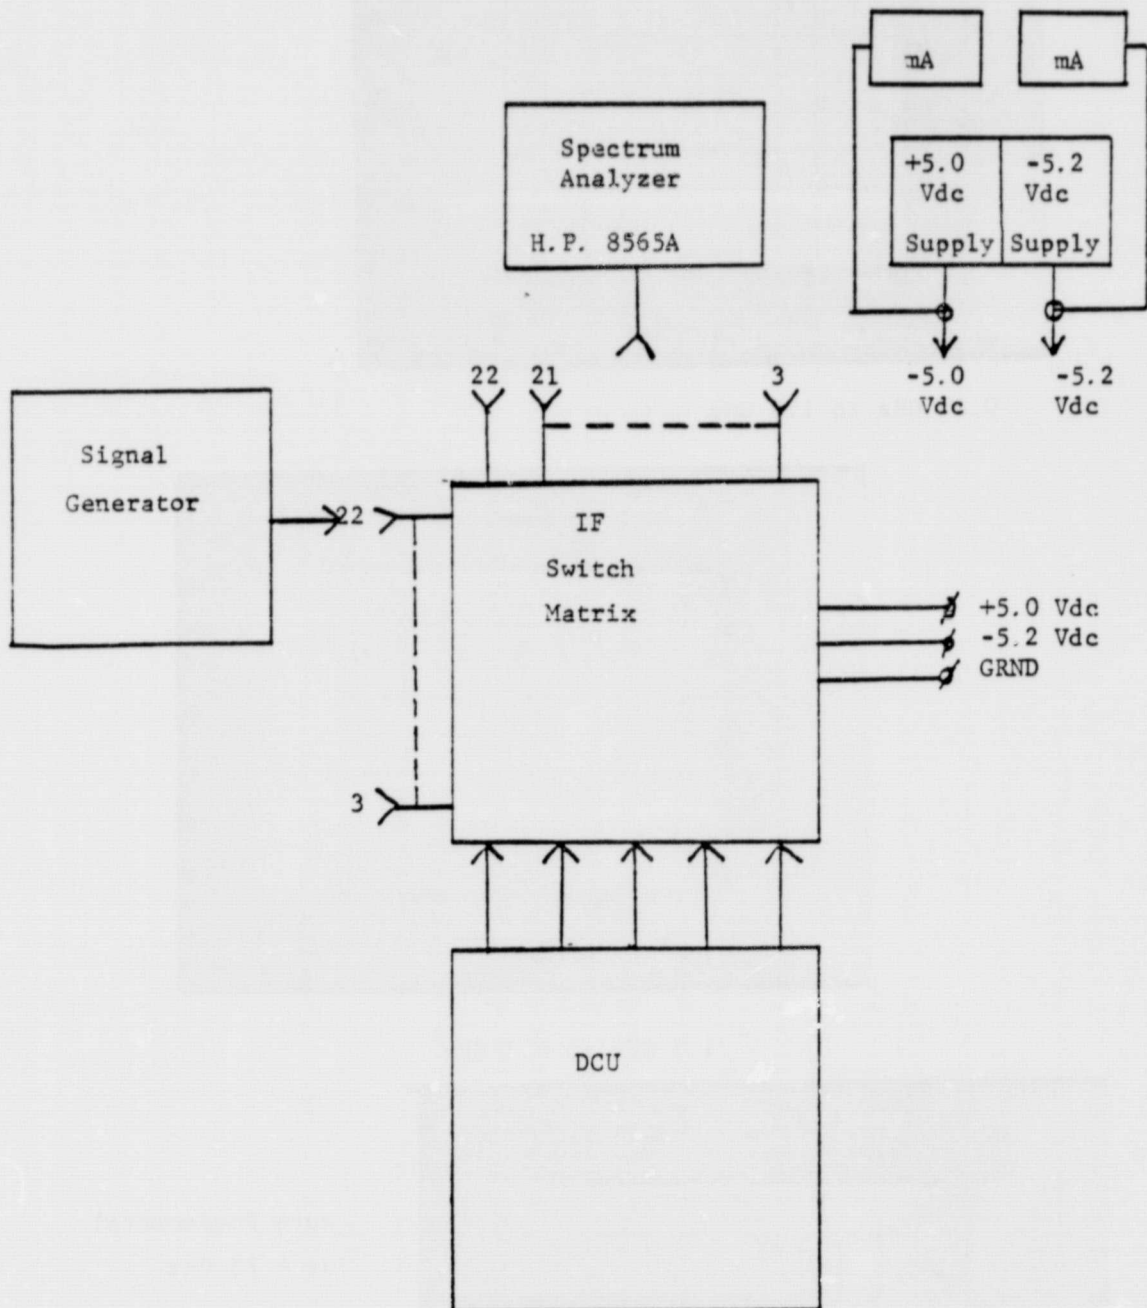 mA
mA
Spectrum
Analyzer
H.P. 8565A
+5.0
Vdc
Supply
-5.2
Vdc
Supply
-5.0
Vdc
-5.2
Vdc
22
21
3
Signal
Generator
22
3
IF
Switch
Matrix
+5.0 Vdc
-5.2 Vdc
GRND
DCU